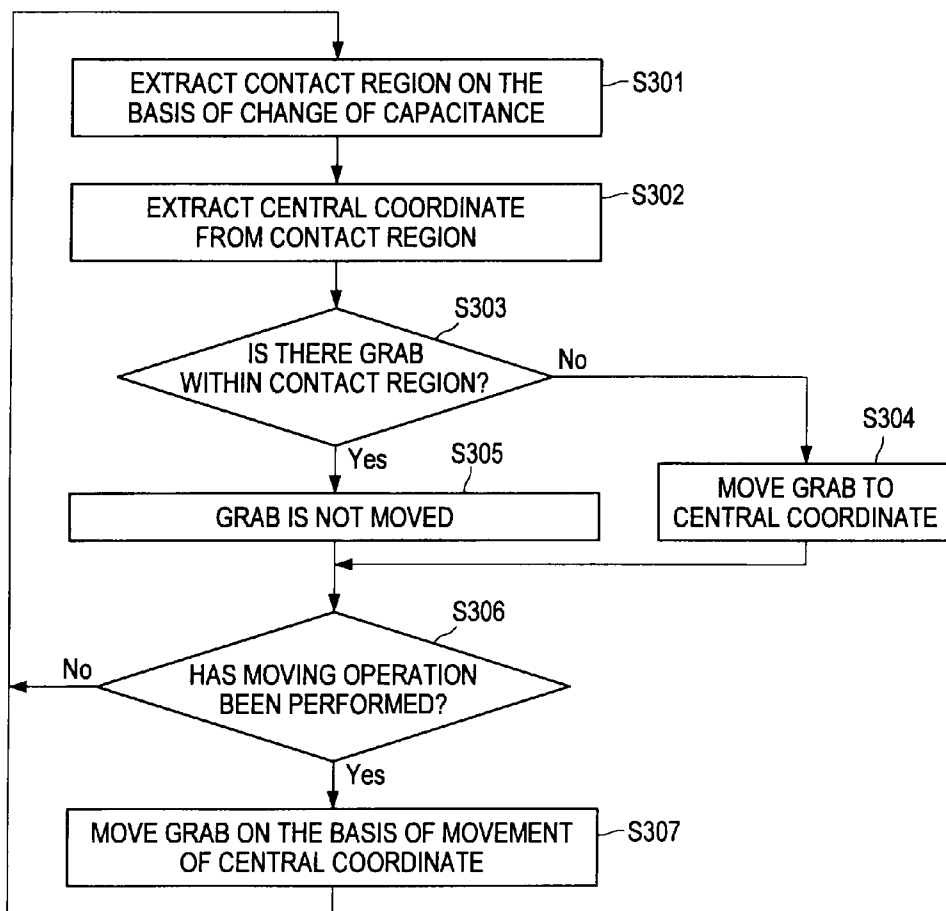 EXTRACT CONTACT REGION ON THE
BASIS OF CHANGE OF CAPACITANCE
S301
EXTRACT CENTRAL COORDINATE
FROM CONTACT REGION
S302
S303
IS THERE GRAB
WITHIN CONTACT REGION?
No
Yes
S304
MOVE GRAB TO
CENTRAL COORDINATE
S305
GRAB IS NOT MOVED
S306
HAS MOVING OPERATION
BEEN PERFORMED?
No
Yes
MOVE GRAB ON THE BASIS OF MOVEMENT
OF CENTRAL COORDINATE
S307